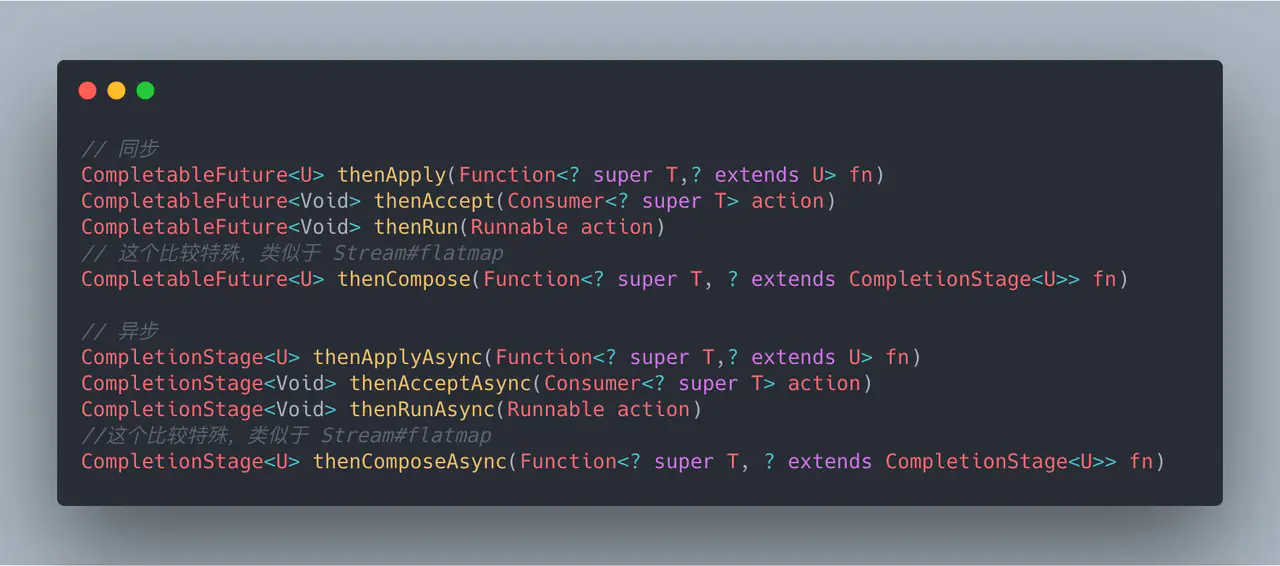 // 同步
CompletableFuture<U> thenApply(Function<? super T,? extends U> fn)
CompletableFuture<Void> thenAccept(Consumer<? super T> action)
CompletableFuture<Void> thenRun(Runnable action)
// 这个比较特殊，类似于 Stream#flatmap
CompletableFuture<U> thenCompose(Function<? super T, ? extends CompletionStage<U>> fn)
// 异步
CompletionStage<U> thenApplyAsync(Function<? super T,? extends U> fn)
CompletionStage<Void> thenAcceptAsync(Consumer<? super T> action)
CompletionStage<Void> thenRunAsync(Runnable action)
//这个比较特殊，类似于 Stream#flatmap
CompletionStage<U> thenComposeAsync(Function<? super T, ? extends CompletionStage<U>> fn)